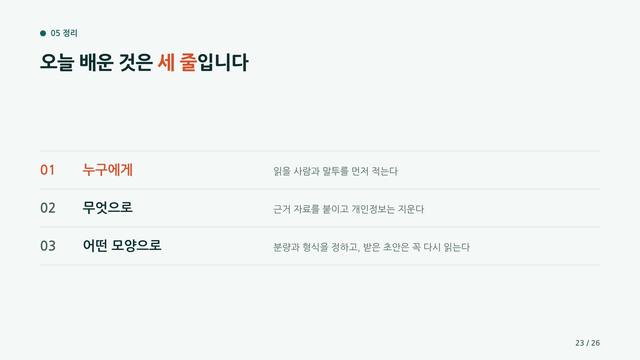 ● 05 정리
오늘 배운 것은 세 줄입니다
01 누구에게 읽을 사람과 말투를 먼저 적는다
02 무엇으로 근거 자료를 붙이고 개인정보는 지운다
03 어떤 모양으로 분량과 형식을 정하고, 받은 초안은 꼭 다시 읽는다
23 / 26